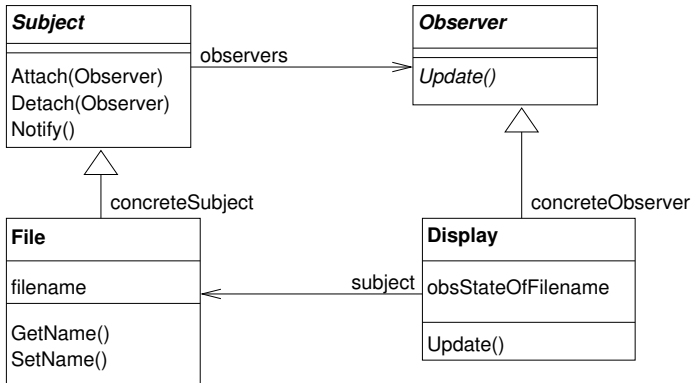 Subject
Attach(Observer)
Detach(Observer)
Notify()
observers
Observer
Update()
concreteSubject
concreteObserver
File
filename
GetName()
SetName()
subject
Display
obsStateOfFilename
Update()